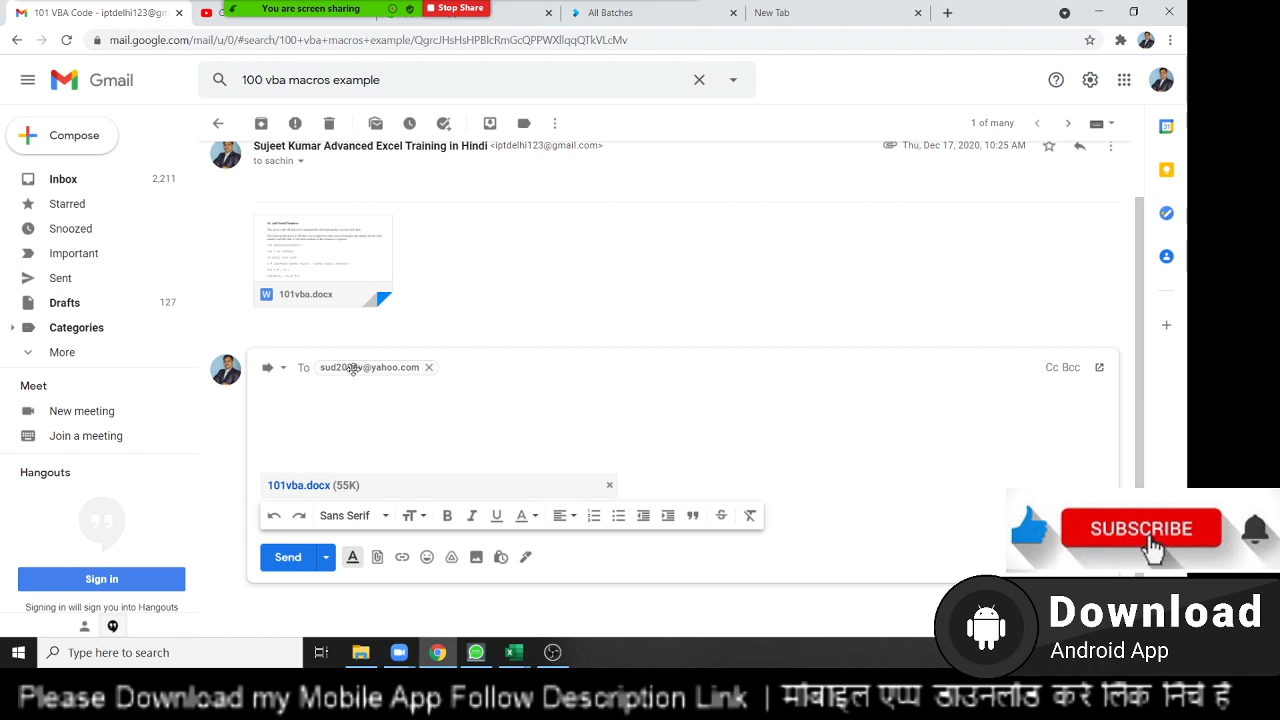 101 VBA Code - iptdelhi123@gm
You are screen sharing
Stop Share
All Batches
New Tab
mail.google.com/mail/u/0/#search/100+vba+macros+example/QgrcJHsHsHPBlcRmGcQPPWXllqqQTkVLcMv
Gmail
100 vba macros example
Compose
1 of many
Sujeet Kumar Advanced Excel Training in Hindi <iptdelhi123@gmail.com>
Thu, Dec 17, 2020, 10:25 AM
to sachin
Inbox 2,211
Starred
Snoozed
Important
Sent
Drafts 127
Categories
More
101vba.docx
To
Cc Bcc
Meet
New meeting
Join a meeting
Hangouts
101vba.docx (55K)
Sans Serif
Send
Sign in
Signing in will sign you into Hangouts
SUBSCRIBE
Download
Android App
Type here to search
Please Download my Mobile App Follow Description Link | मोबाइल एप्प डाउनलोड करे लिंक निचे है